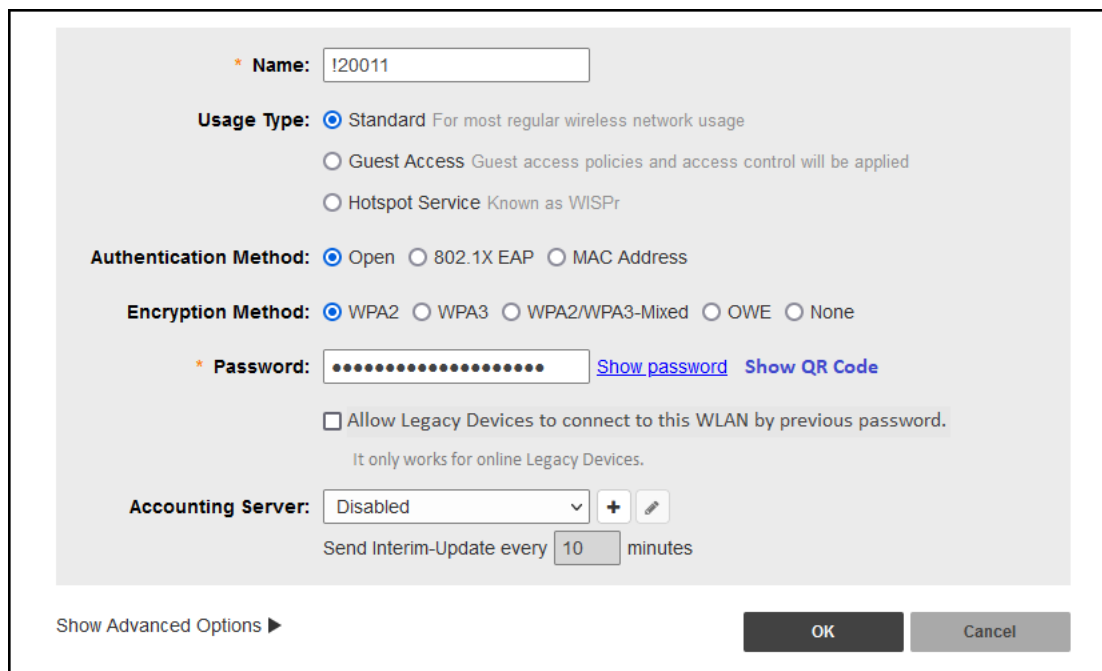 * Name: !20011
Usage Type: Standard For most regular wireless network usage
Guest Access Guest access policies and access control will be applied
Hotspot Service Known as WISPr
Authentication Method: Open 802.1X EAP MAC Address
Encryption Method: WPA2 WPA3 WPA2/WPA3-Mixed OWE None
* Password: •••••••••••••••••••• Show password Show QR Code
Allow Legacy Devices to connect to this WLAN by previous password.
It only works for online Legacy Devices.
Accounting Server: Disabled +
Send Interim-Update every 10 minutes
Show Advanced Options ▶ OK Cancel